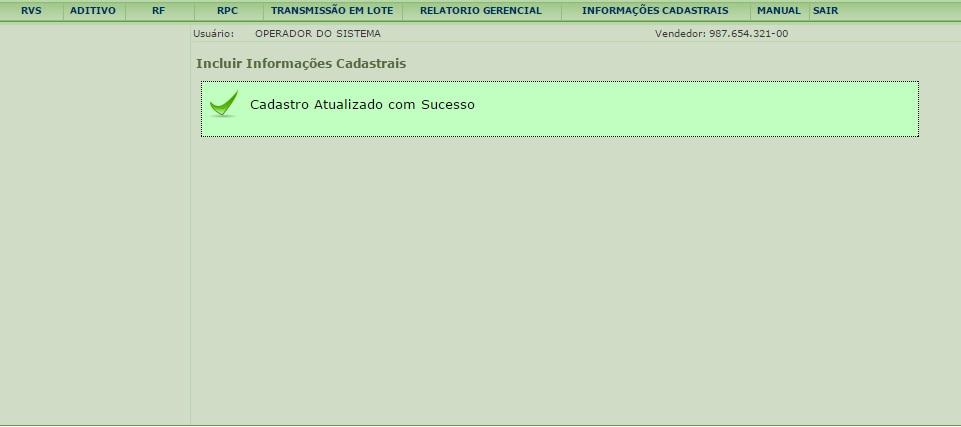 RVS ADITIVO RF RPC TRANSMISSÃO EM LOTE RELATORIO GERENCIAL INFORMAÇÕES CADASTRAIS MANUAL SAIR
Usuário: OPERADOR DO SISTEMA Vendedor: 987.654.321-00
Incluir Informações Cadastrais
Cadastro Atualizado com Sucesso